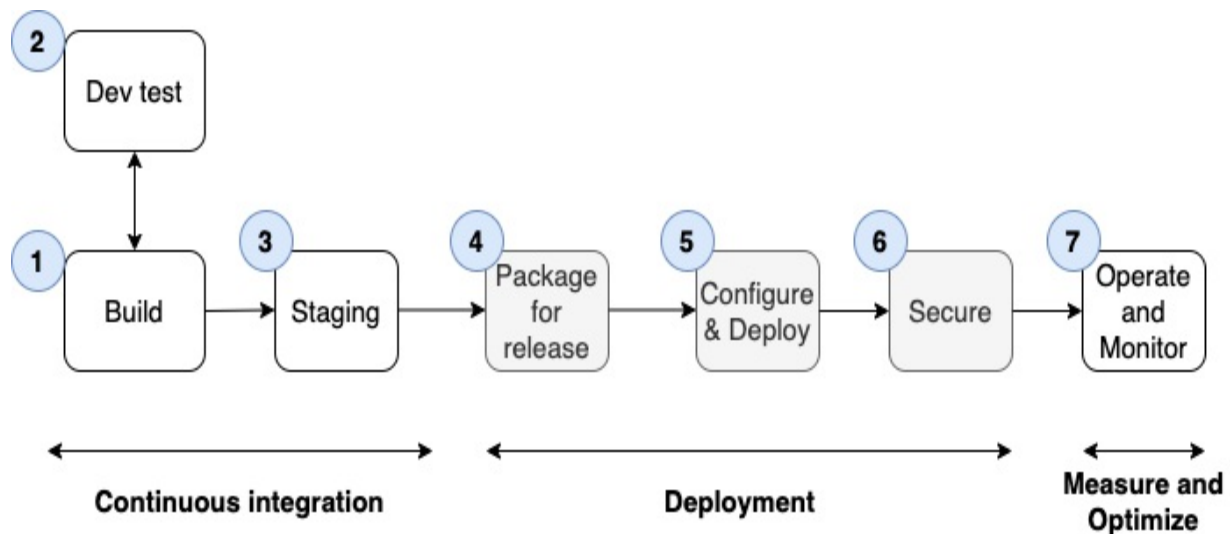 2
Dev test
1
Build
3
Staging
4
Package
for
release
5
Configure
& Deploy
6
Secure
7
Operate
and
Monitor
Continuous integration
Deployment
Measure and
Optimize